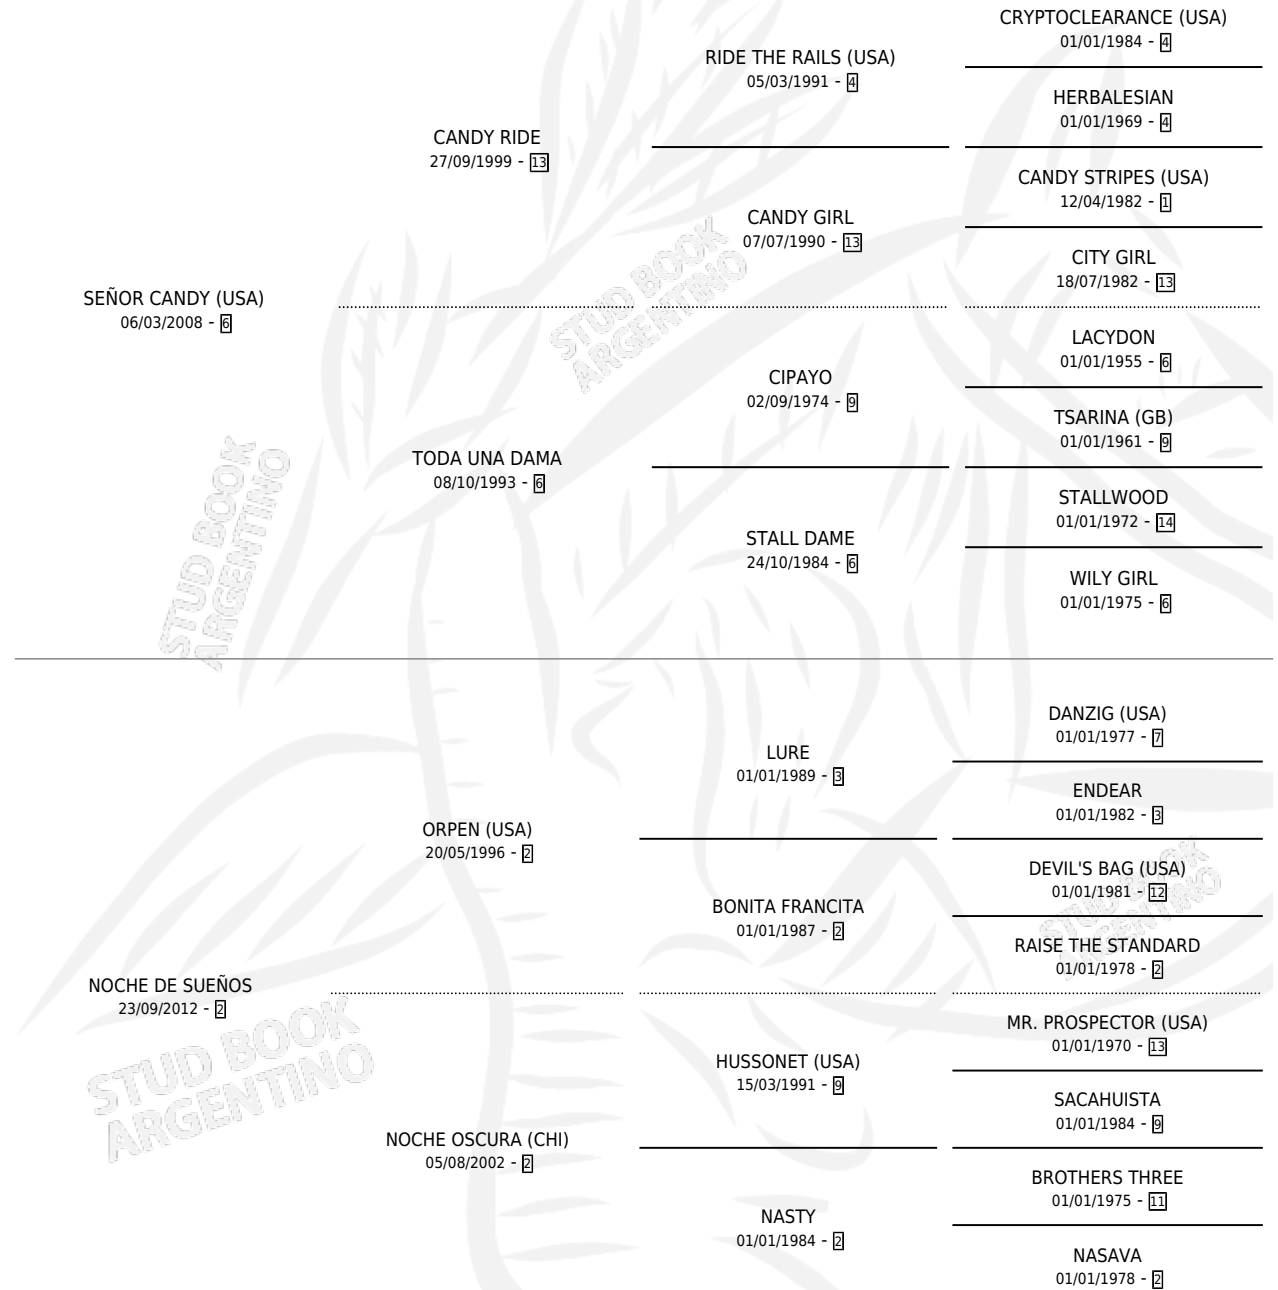 CRYPTOCLEARANCE (USA)
01/01/1984 - 4
RIDE THE RAILS (USA)
05/03/1991 - 4
HERBALESIAN
01/01/1969 - 4
CANDY RIDE
27/09/1999 - 13
CANDY STRIPES (USA)
12/04/1982 - 1
CANDY GIRL
07/07/1990 - 13
CITY GIRL
18/07/1982 - 13
SEÑOR CANDY (USA)
06/03/2008 - 6
LACYDON
01/01/1955 - 6
CIPAYO
02/09/1974 - 9
TSARINA (GB)
01/01/1961 - 9
TODA UNA DAMA
08/10/1993 - 6
STALLWOOD
01/01/1972 - 14
STALL DAME
24/10/1984 - 6
WILY GIRL
01/01/1975 - 6
STUD BOOK
ARGENTINO
STUD BOOK
ARGENTINO
DANZIG (USA)
01/01/1977 - 7
LURE
01/01/1989 - 3
ENDEAR
01/01/1982 - 3
ORPEN (USA)
20/05/1996 - 2
DEVIL'S BAG (USA)
01/01/1981 - 12
BONITA FRANCITA
01/01/1987 - 2
RAISE THE STANDARD
01/01/1978 - 2
NOCHE DE SUEÑOS
23/09/2012 - 2
MR. PROSPECTOR (USA)
01/01/1970 - 13
HUSSONET (USA)
15/03/1991 - 9
SACAHUISTA
01/01/1984 - 9
NOCHE OSCURA (CHI)
05/08/2002 - 2
BROTHERS THREE
01/01/1975 - 11
NASTY
01/01/1984 - 2
NASAVA
01/01/1978 - 2
STUD BOOK
ARGENTINO
STUD BOOK
ARGENTINO